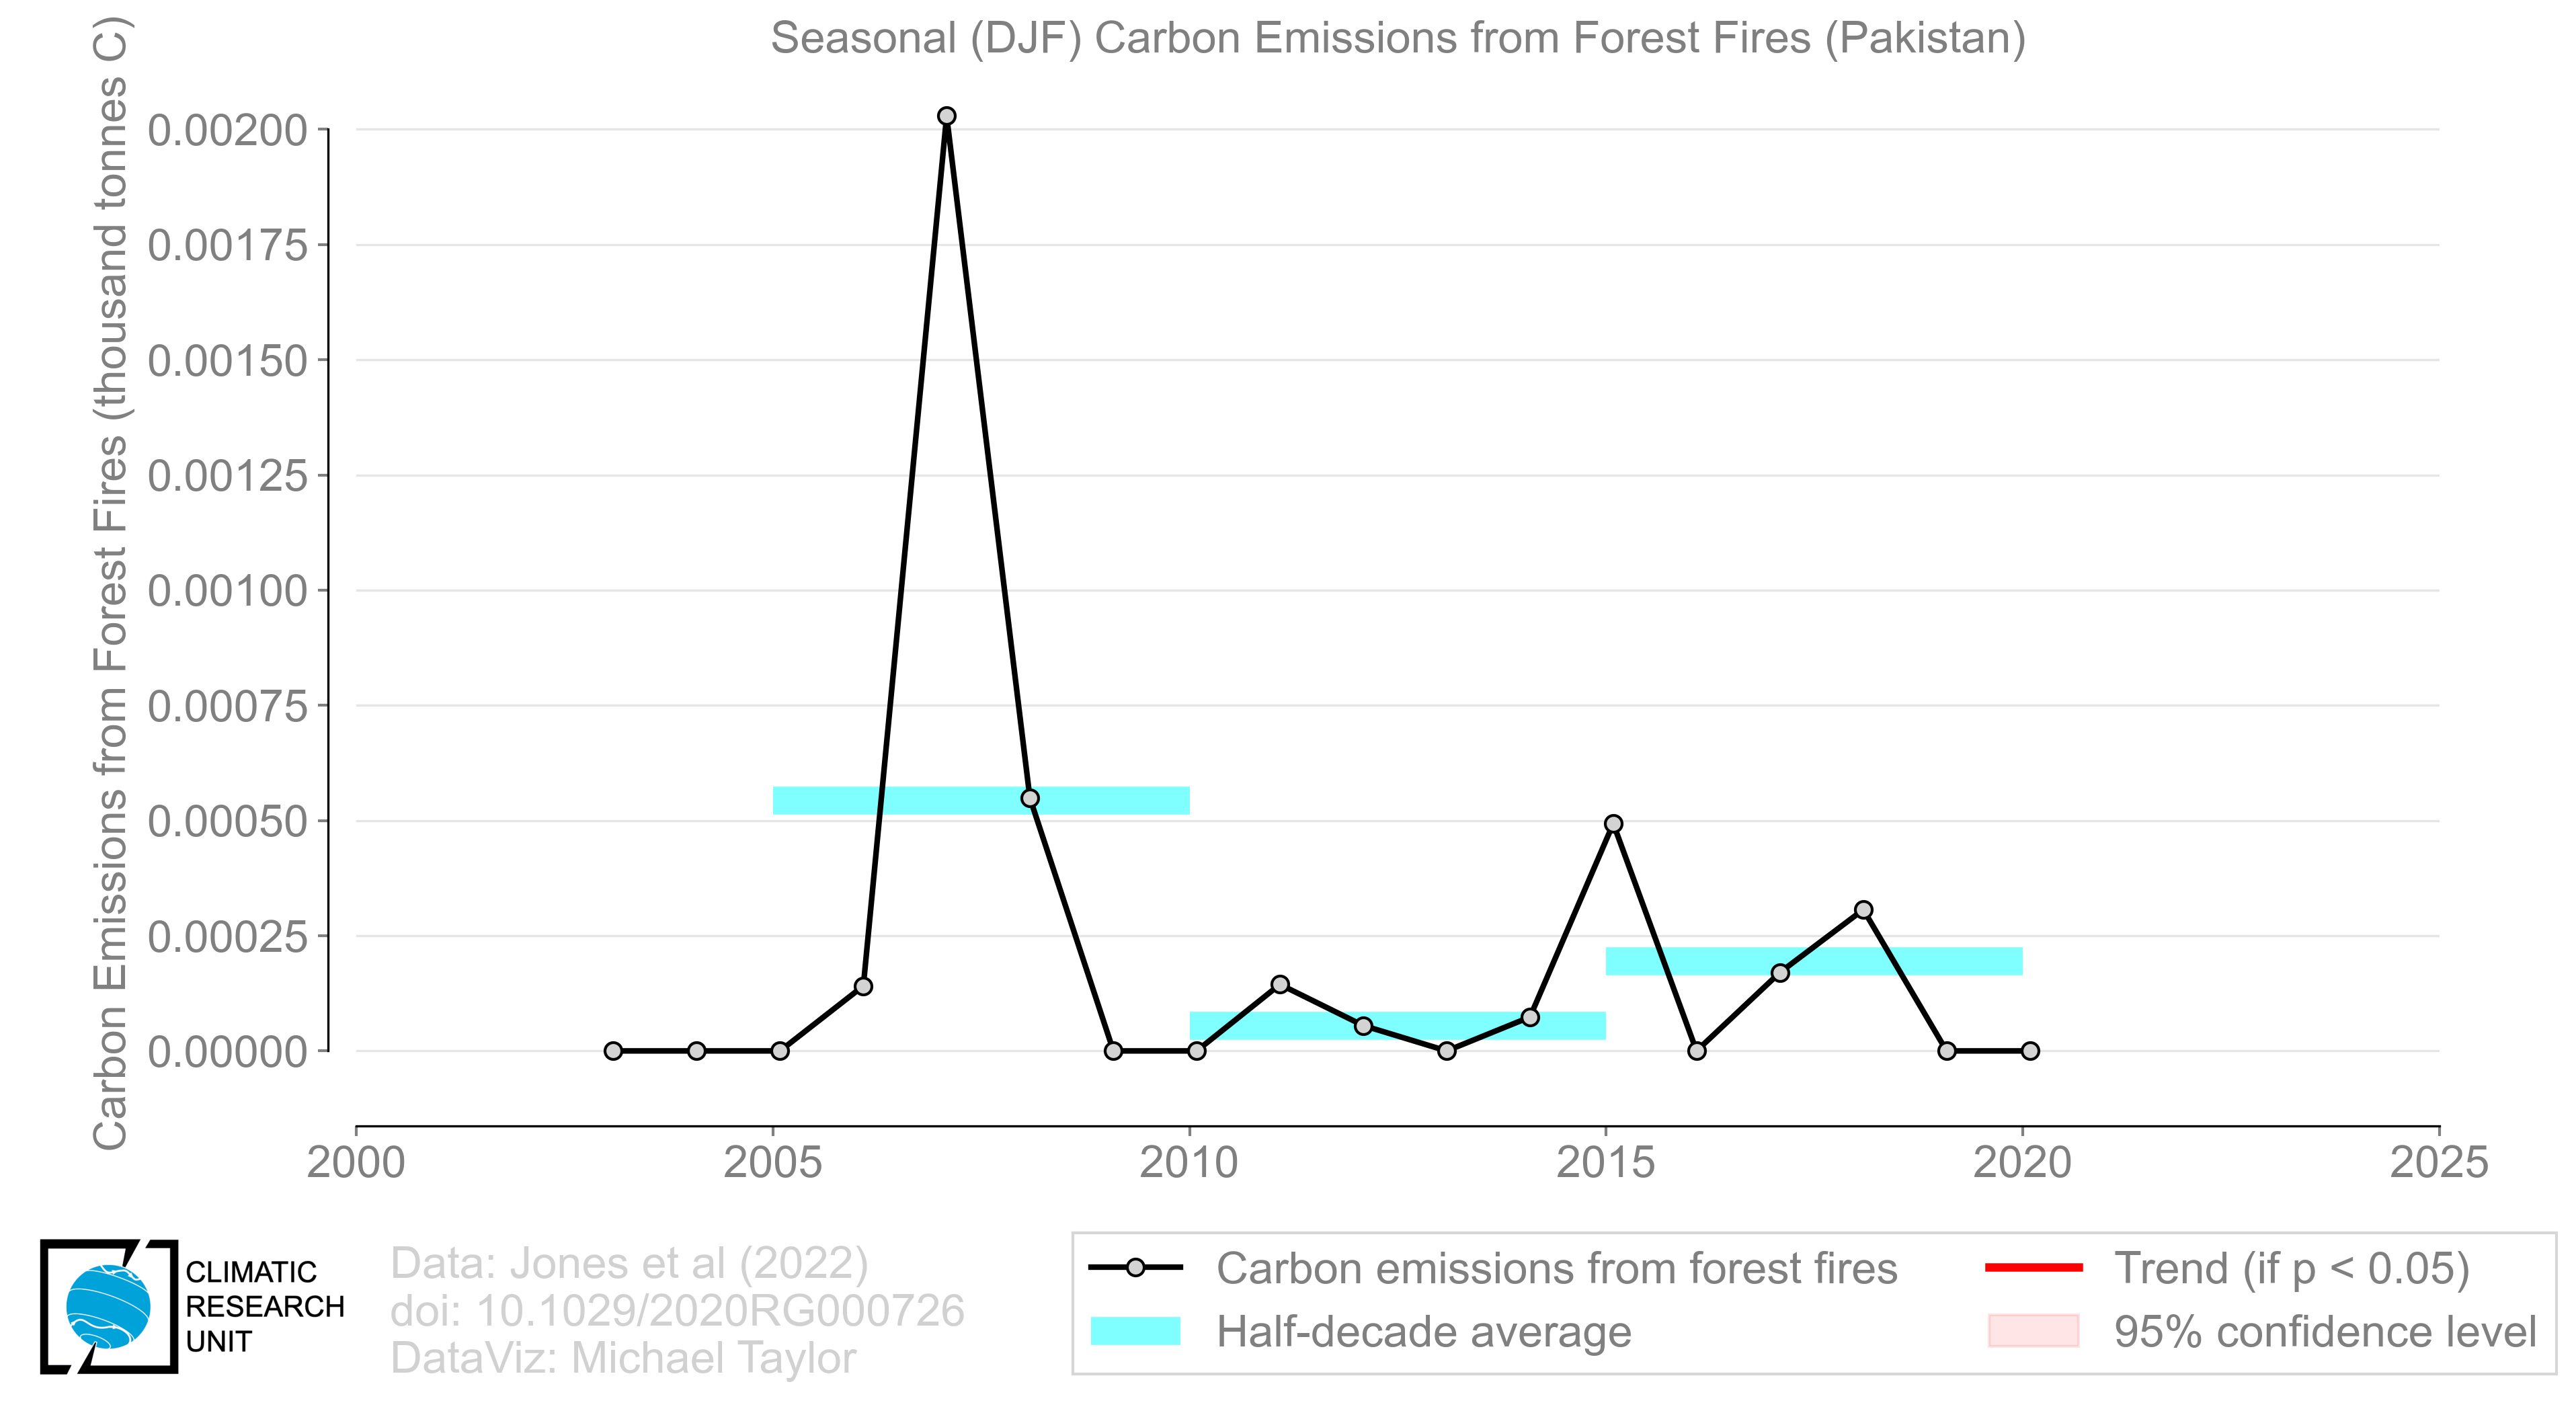 Seasonal (DJF) Carbon Emissions from Forest Fires (Pakistan)
Carbon Emissions from Forest Fires (thousand tonnes C)
0.00200
0.00175
0.00150
0.00125
0.00100
0.00075
0.00050
0.00025
0.00000
2000 2005 2010 2015 2020 2025
CLIMATIC
RESEARCH
UNIT
Data: Jones et al (2022)
doi: 10.1029/2020RG000726
DataViz: Michael Taylor
Carbon emissions from forest fires
Half-decade average
Trend (if p < 0.05)
95% confidence level